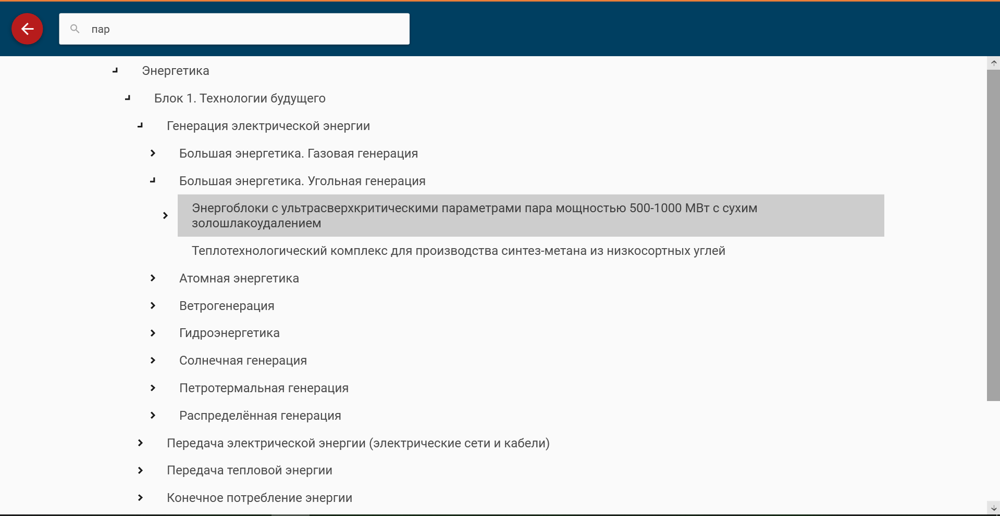 пар
Энергетика
Блок 1. Технологии будущего
Генерация электрической энергии
Большая энергетика. Газовая генерация
Большая энергетика. Угольная генерация
Энергоблоки с ультрасверхкритическими параметрами пара мощностью 500-1000 МВт с сухим
золошлакоудалением
Теплотехнологический комплекс для производства синтез-метана из низкосортных углей
Атомная энергетика
Ветрогенерация
Гидроэнергетика
Солнечная генерация
Петротермальная генерация
Распределённая генерация
Передача электрической энергии (электрические сети и кабели)
Передача тепловой энергии
Конечное потребление энергии